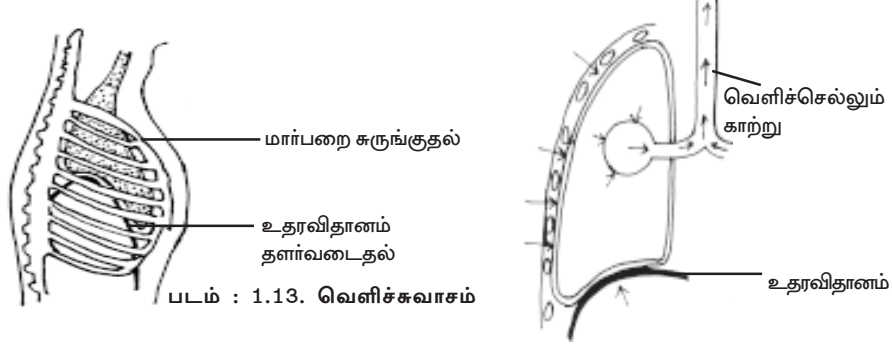 மார்பறை சுருங்குதல்
உதரவிதானம்
தளர்வடைதல்
படம் : 1.13. வெளிச்சுவாசம்
வெளிச்செல்லும்
காற்று
உதரவிதானம்